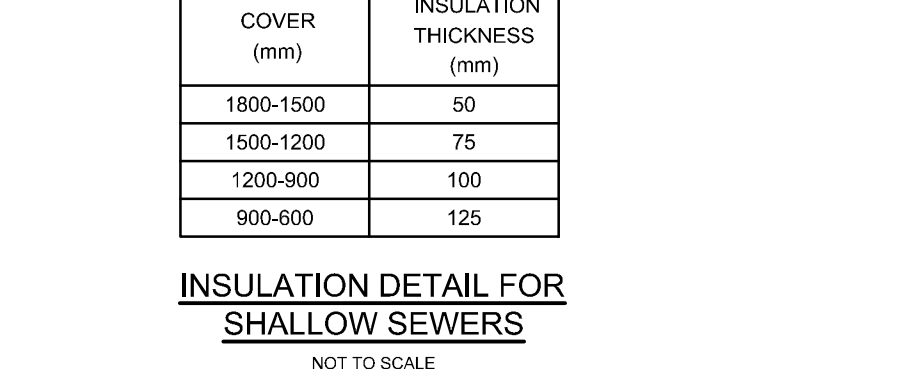 COVER
(mm)
INSULATION
THICKNESS
(mm)
1800-1500 50
1500-1200 75
1200-900 100
900-600 125
INSULATION DETAIL FOR
SHALLOW SEWERS
NOT TO SCALE